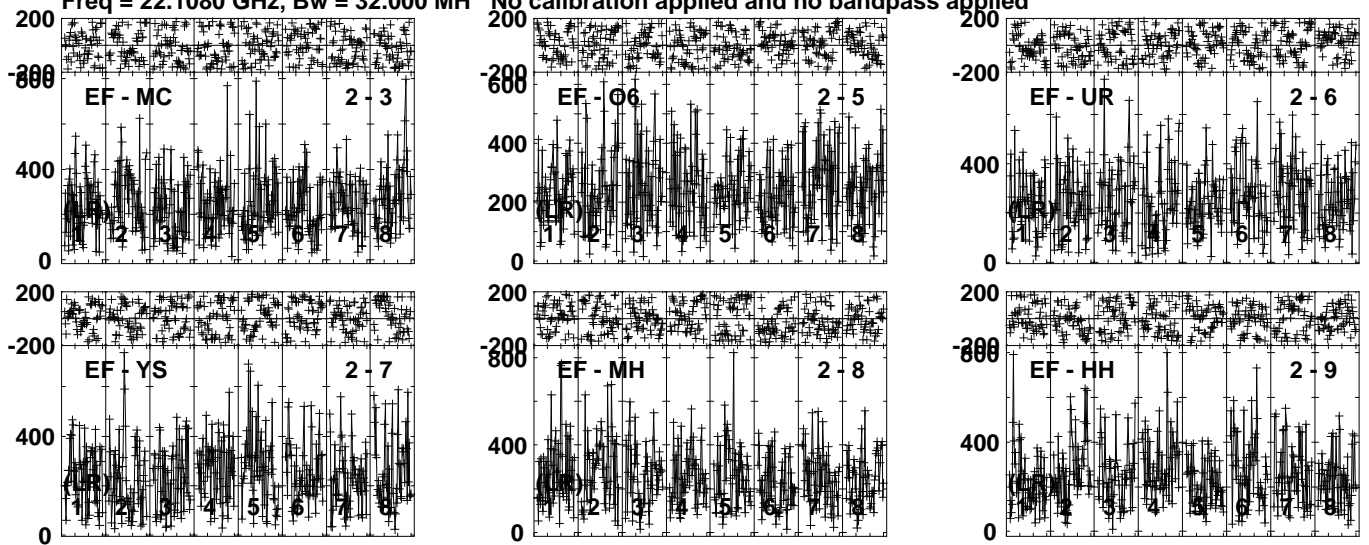 Freq = 22.1080 GHz, Bw = 32.000 MH No calibration applied and no bandpass applied
200 200 200
-200 -200 -200
800 600
EF - MC 2 - 3 EF - O6 2 - 5 EF - UR 2 - 6
400 400 400
200
(LR) (LR) (LR)
1 2 3 4 5 6 7 8 1 2 3 4 5 6 7 8 1 2 3 4 5 6 7 8
0 0 0
200 200 200
-200 -200 -200
800 800
EF - YS 2 - 7 EF - MH 2 - 8 EF - HH 2 - 9
400 400 400
(LR) (LR) (LR)
1 2 3 4 5 6 7 8 1 2 3 4 5 6 7 8 1 2 3 4 5 6 7 8
0 0 0